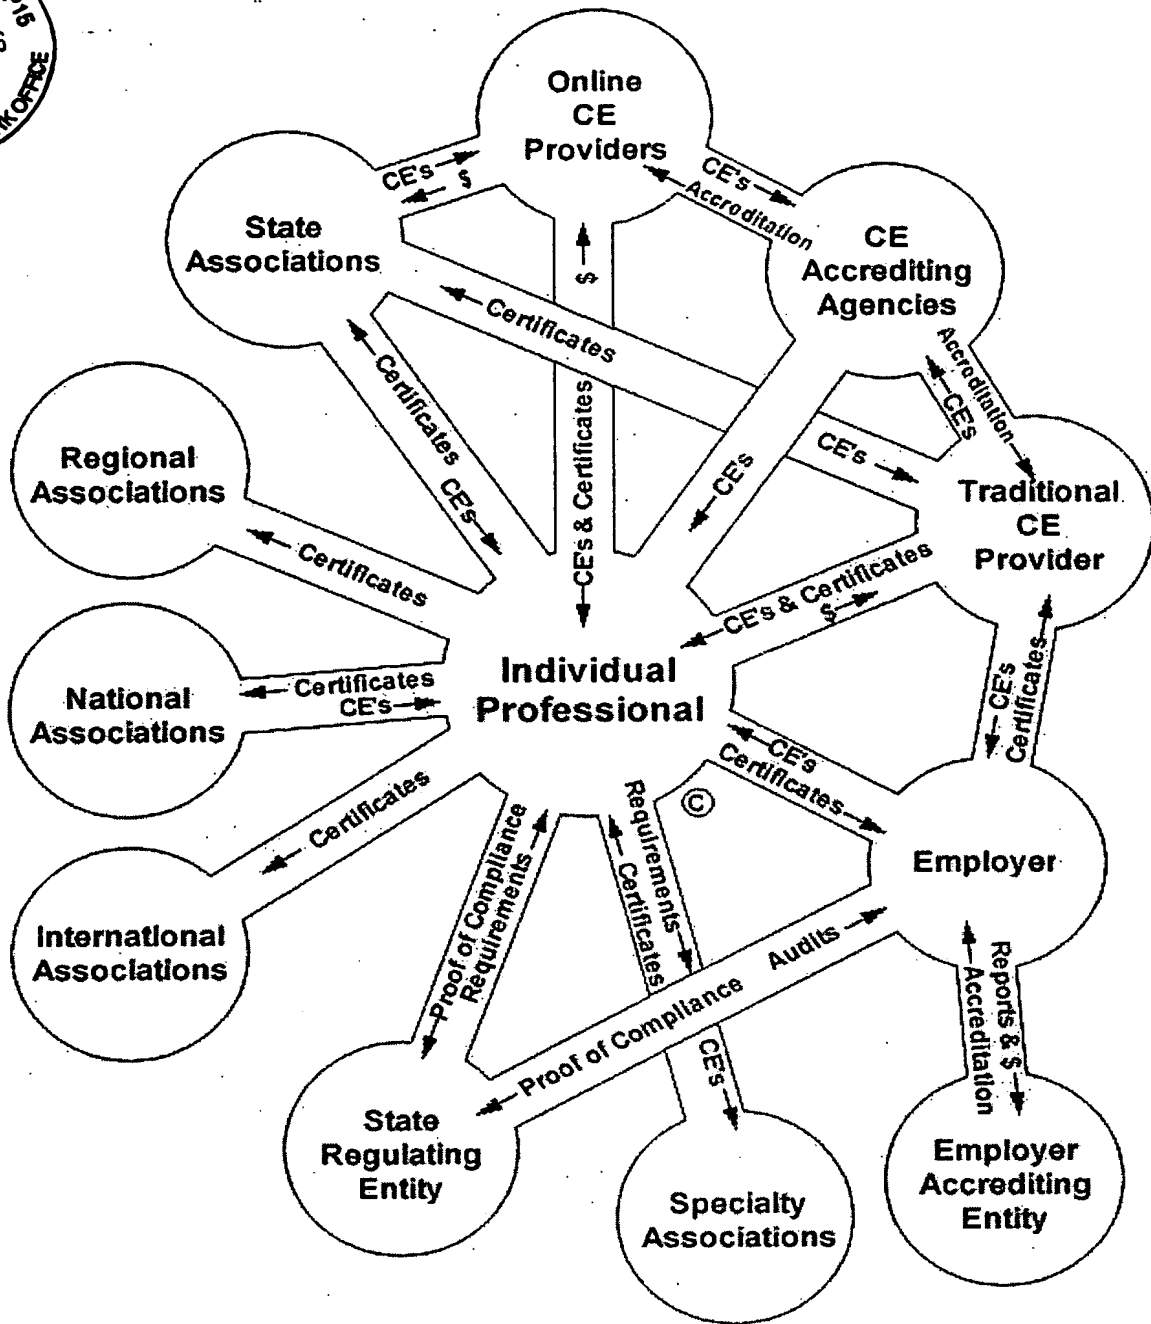 015
OFFICE
Online
CE
Providers
CE's
$
CE's
Accreditation
State
Associations
CE
Accrediting
Agencies
$
CE's & Certificates
Certificates
CE's
Certificates
CE's
CE's
Accreditation
CE's
Regional
Associations
Certificates
Traditional
CE
Provider
CE's & Certificates
$
National
Associations
Certificates
CE's
Individual
Professional
CE's
Certificates
CE's
Certificates
©
International
Associations
Certificates
Proof of Compliance
Requirements
Requirements
Certificates
CE's
Employer
Proof of Compliance
Audits
Reports & $
Accreditation
State
Regulating
Entity
Specialty
Associations
Employer
Accrediting
Entity